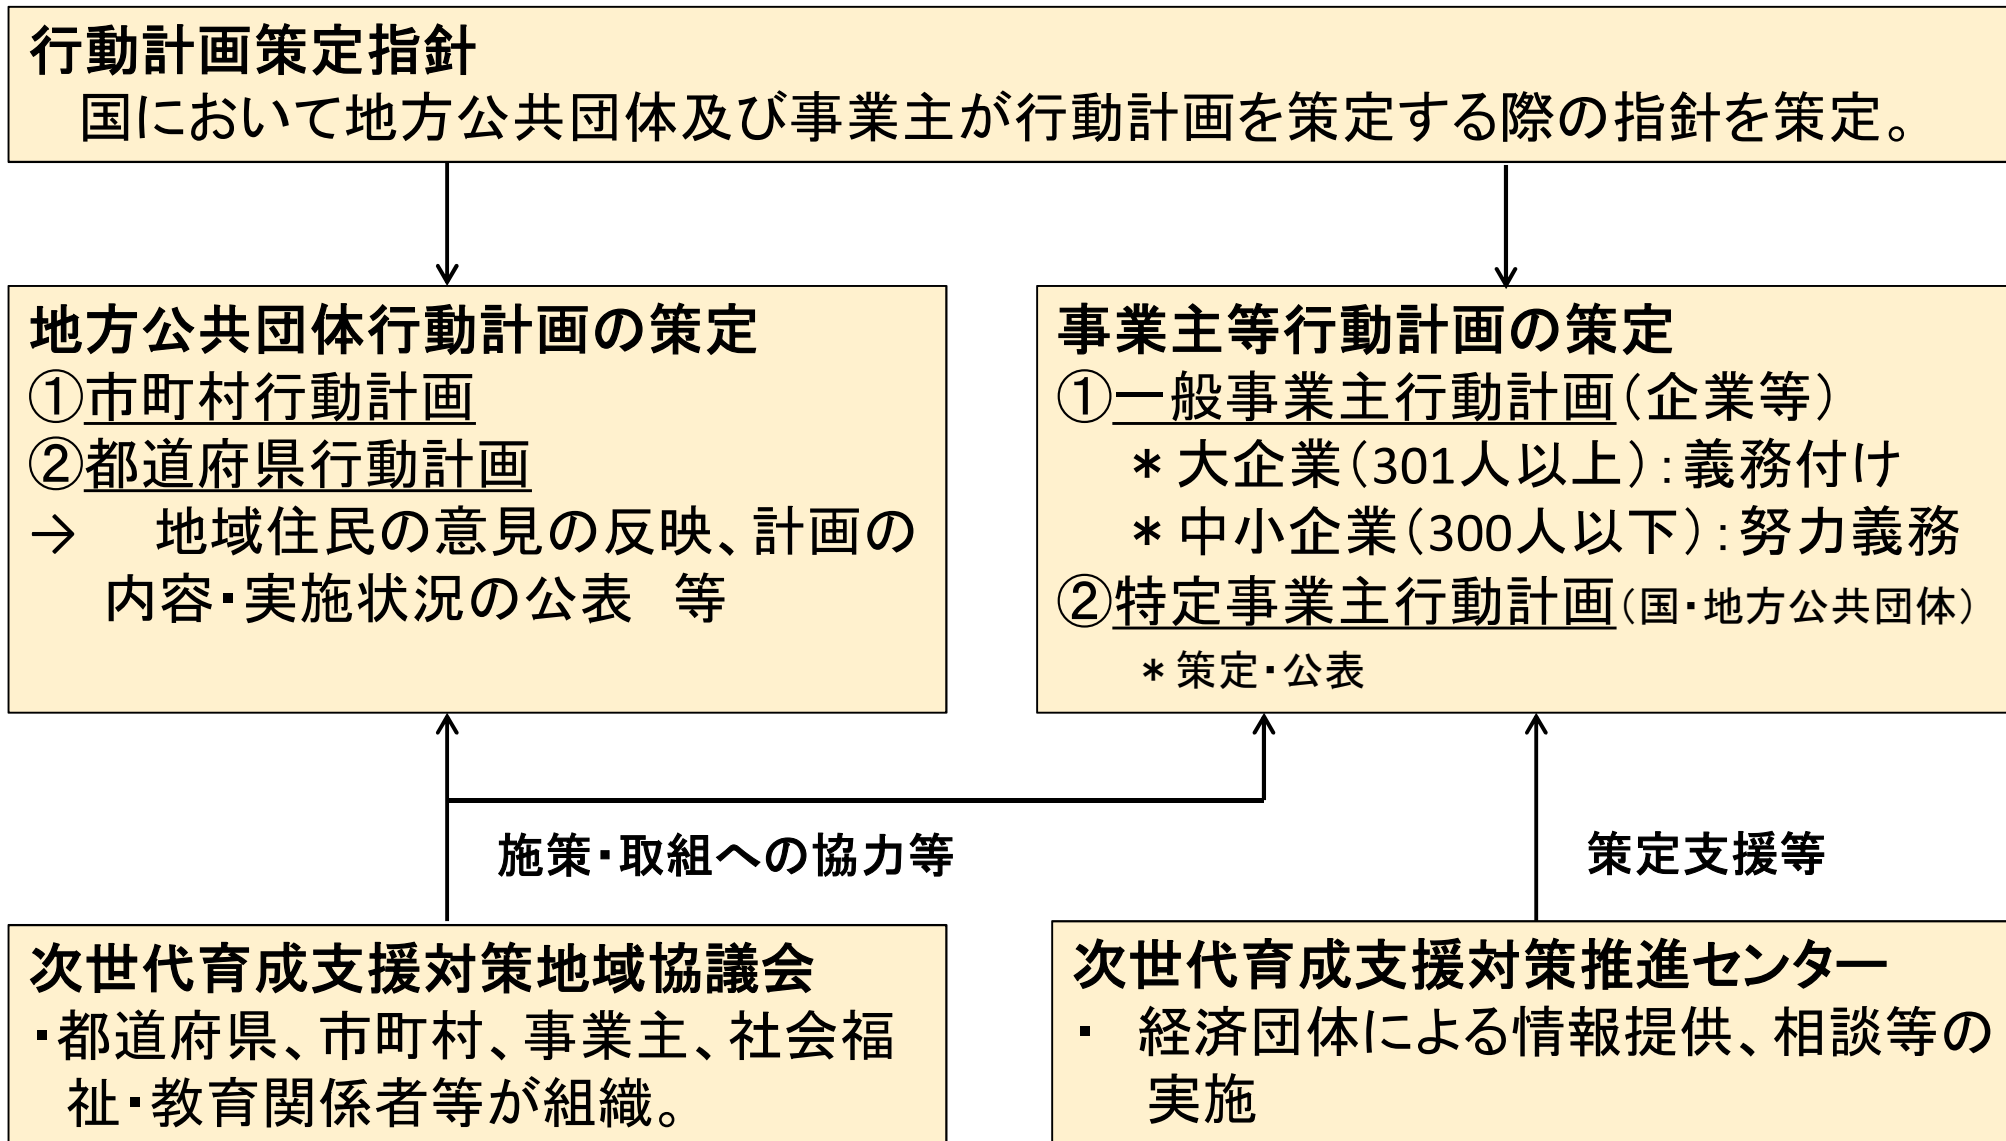 行動計画策定指針
国において地方公共団体及び事業主が行動計画を策定する際の指針を策定。
地方公共団体行動計画の策定
①市町村行動計画
②都道府県行動計画
→　地域住民の意見の反映、計画の
内容・実施状況の公表　等
事業主等行動計画の策定
①一般事業主行動計画（企業等）
＊大企業（301人以上）：義務付け
＊中小企業（300人以下）：努力義務
②特定事業主行動計画（国・地方公共団体）
＊策定・公表
施策・取組への協力等
策定支援等
次世代育成支援対策地域協議会
・都道府県、市町村、事業主、社会福
祉・教育関係者等が組織。
次世代育成支援対策推進センター
・　経済団体による情報提供、相談等の
実施